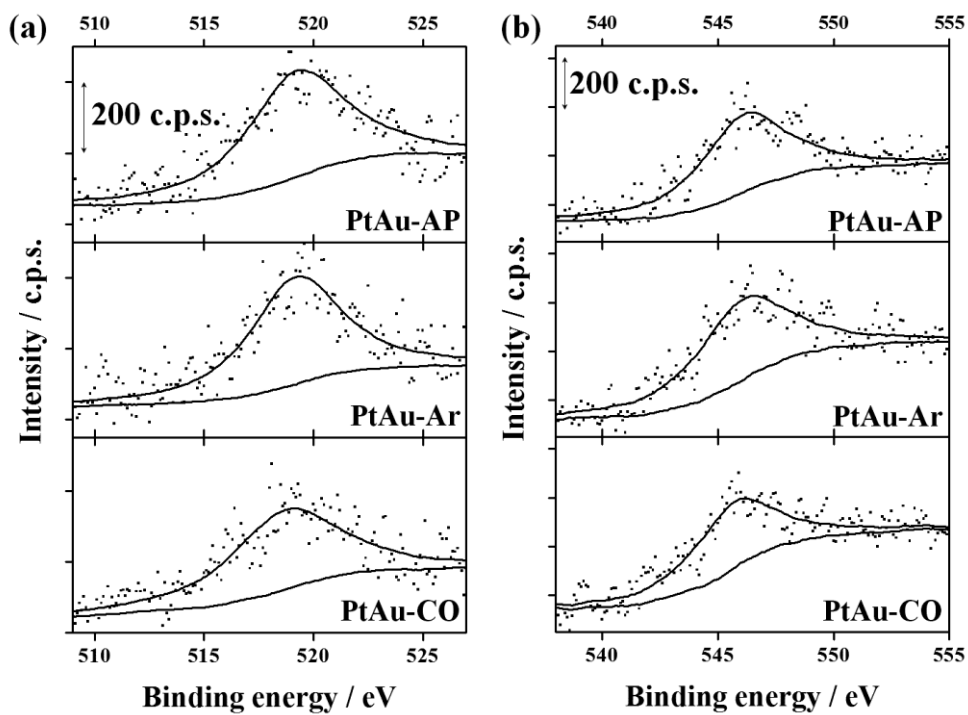 (a)
510 515 520 525
200 c.p.s.
PtAu-AP
PtAu-Ar
PtAu-CO
Intensity / c.p.s.
510 515 520 525
Binding energy / eV
(b)
540 545 550 555
200 c.p.s.
PtAu-AP
PtAu-Ar
PtAu-CO
Intensity / c.p.s.
540 545 550 555
Binding energy / eV